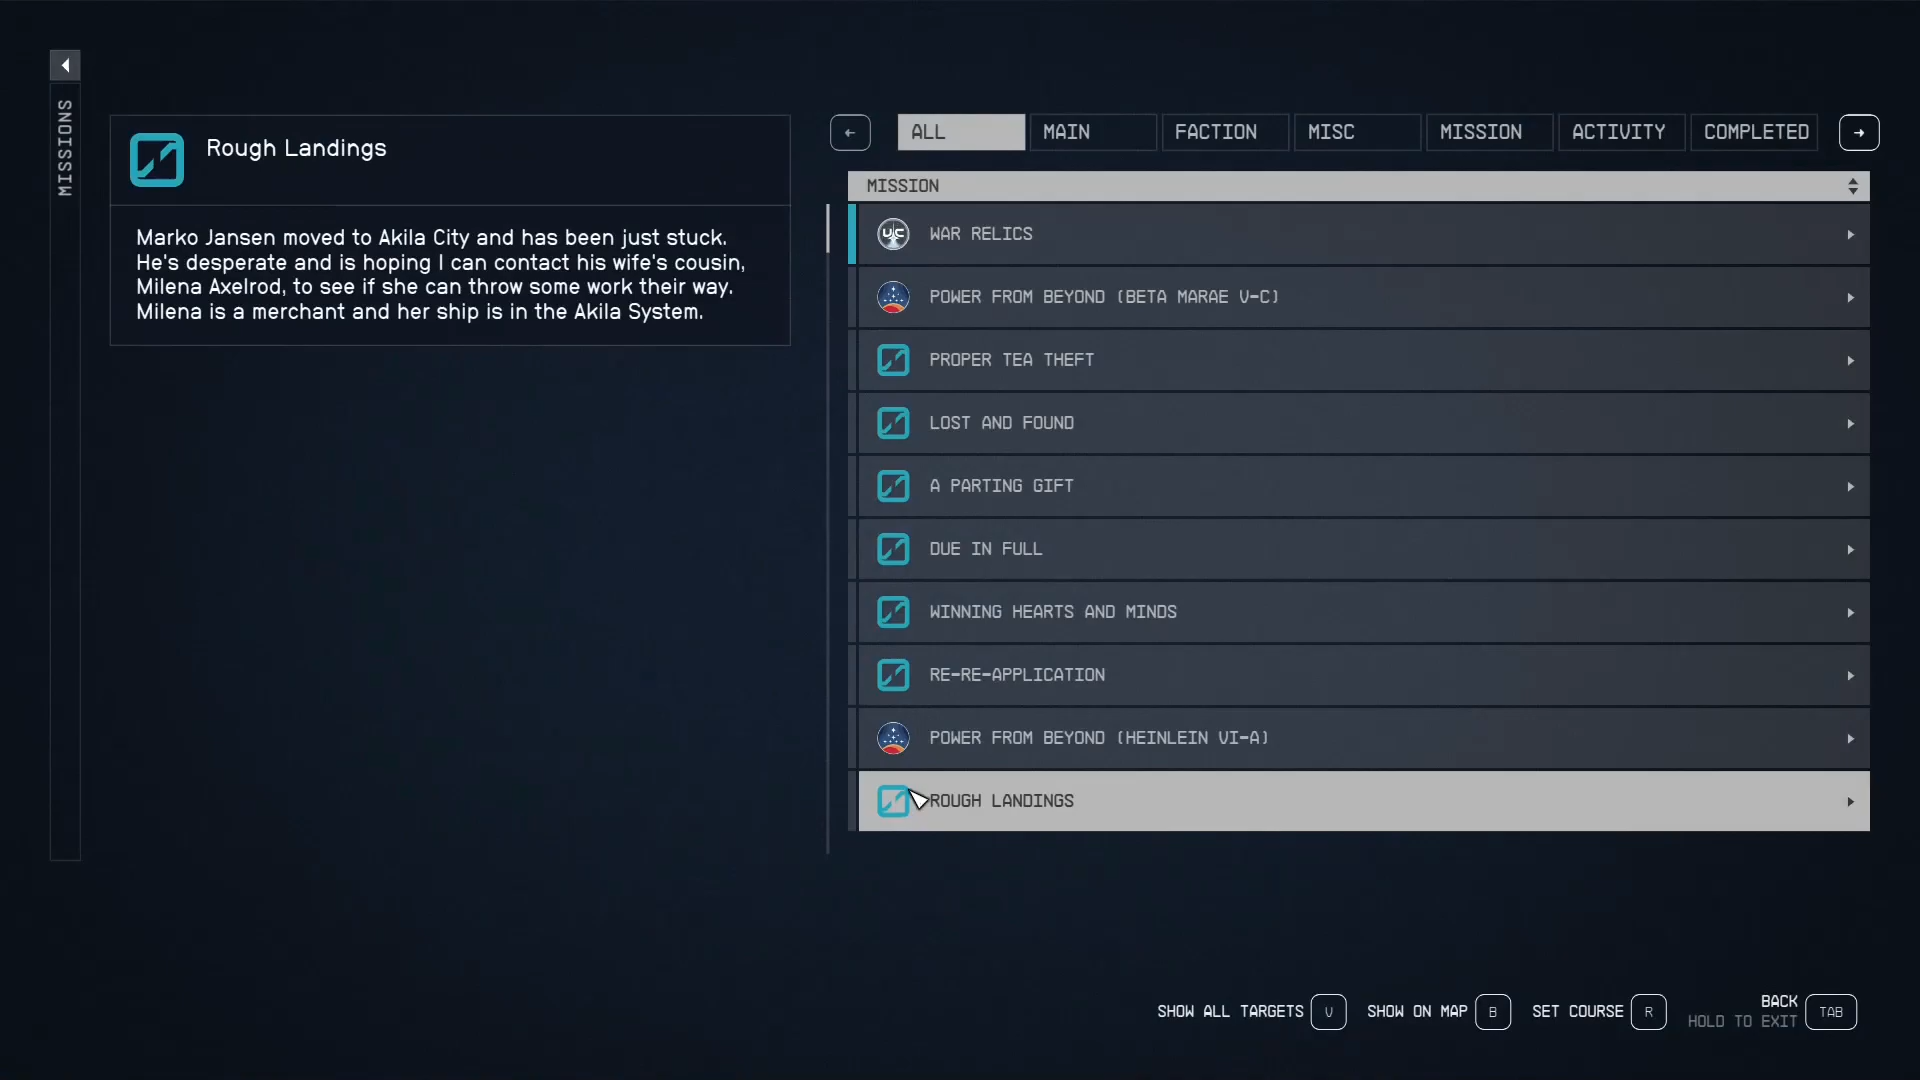 MISSIONS
Rough Landings
Marko Jansen moved to Akila City and has been just stuck.
He's desperate and is hoping I can contact his wife's cousin,
Milena Axelrod, to see if she can throw some work their way.
Milena is a merchant and her ship is in the Akila System.
ALL MAIN FACTION MISC MISSION ACTIVITY COMPLETED
MISSION
UC WAR RELICS
POWER FROM BEYOND (BETA MARAE V-C)
PROPER TEA THEFT
LOST AND FOUND
A PARTING GIFT
DUE IN FULL
WINNING HEARTS AND MINDS
RE-RE-APPLICATION
POWER FROM BEYOND (HEINLEIN VI-A)
ROUGH LANDINGS
SHOW ALL TARGETS V SHOW ON MAP B SET COURSE R BACK TAB
HOLD TO EXIT